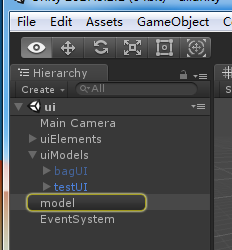 File Edit Assets GameObject
Hierarchy
Create All
ui
Main Camera
uiElements
uiModels
bagUI
testUI
model
EventSystem